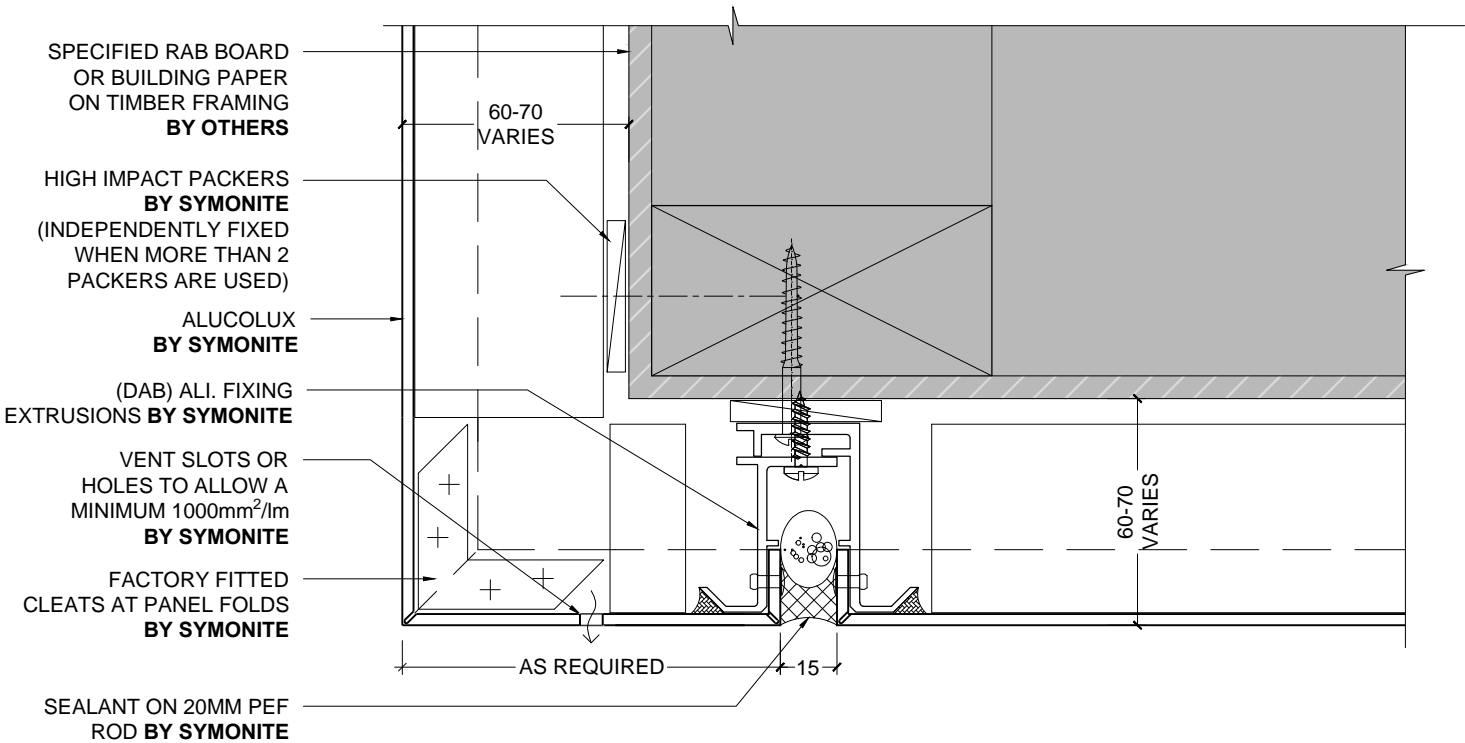 SPECIFIED RAB BOARD
OR BUILDING PAPER
ON TIMBER FRAMING
BY OTHERS
60-70
VARIES
HIGH IMPACT PACKERS
BY SYMONITE
(INDEPENDENTLY FIXED
WHEN MORE THAN 2
PACKERS ARE USED)
ALUCOLUX
BY SYMONITE
(DAB) ALI. FIXING
EXTRUSIONS BY SYMONITE
VENT SLOTS OR
HOLES TO ALLOW A
MINIMUM 1000mm²/lm
BY SYMONITE
60-70
VARIES
FACTORY FITTED
CLEATS AT PANEL FOLDS
BY SYMONITE
AS REQUIRED
15
SEALANT ON 20MM PEF
ROD BY SYMONITE